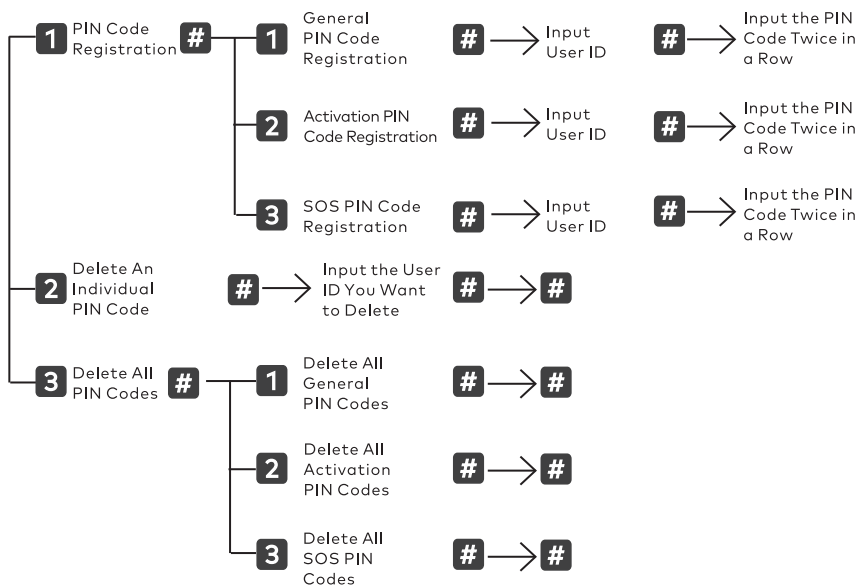 1 PIN Code
Registration #
1 General
PIN Code
Registration
# Input
User ID
# Input the PIN
Code Twice in
a Row
2 Activation PIN
Code Registration
# Input
User ID
# Input the PIN
Code Twice in
a Row
3 SOS PIN Code
Registration
# Input
User ID
# Input the PIN
Code Twice in
a Row
2 Delete An
Individual
PIN Code
# Input the User
ID You Want
to Delete
# #
3 Delete All
PIN Codes #
1 Delete All
General
PIN Codes
# #
2 Delete All
Activation
PIN Codes
# #
3 Delete All
SOS PIN
Codes
# #